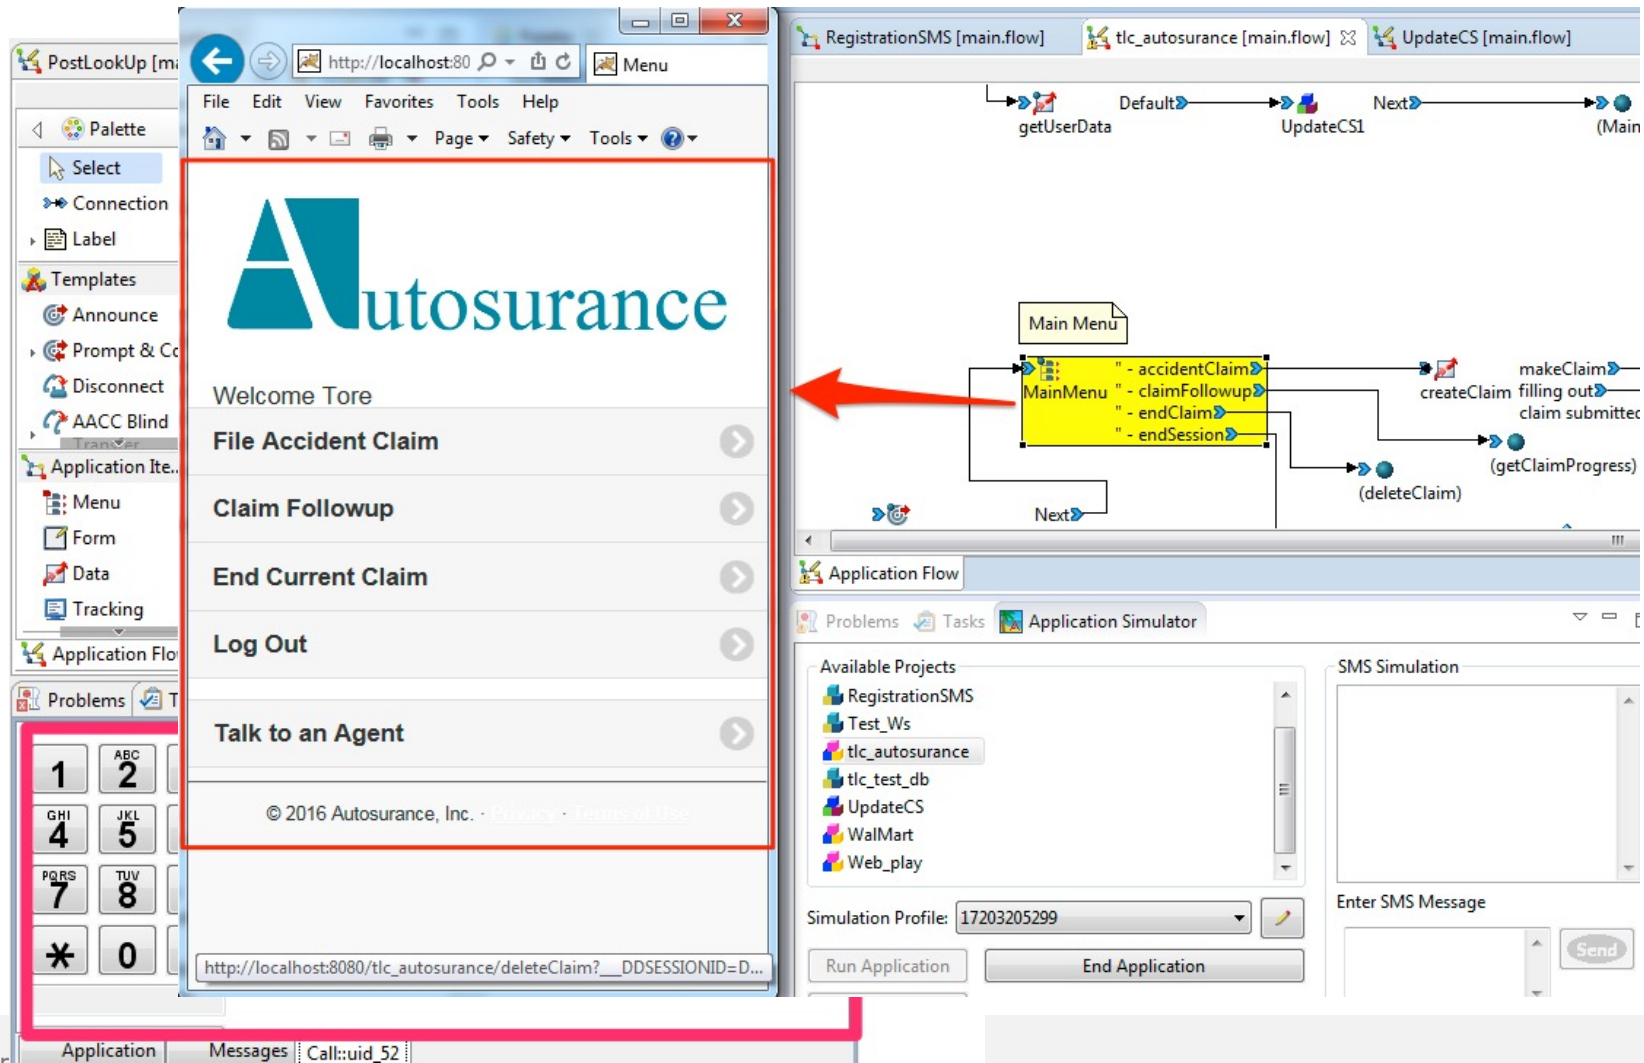 PostLookUp [ma
Palette
Select
Connection
Label
Templates
Announce
Prompt & Co
Disconnect
AACC Blind
Transfer
Application Ite...
Menu
Form
Data
Tracking
Application Flo
Problems
T
1
ABC
2
GHI
4
JKL
5
PQRS
7
TUV
8
*
0
Application
Messages
Call::uid_52
http://localhost:80
Menu
File Edit View Favorites Tools Help
Page Safety Tools
Autosurance
Welcome Tore
File Accident Claim
Claim Followup
End Current Claim
Log Out
Talk to an Agent
© 2016 Autosurance, Inc. · Privacy · Terms of Use
http://localhost:8080/tlc_autosurance/deleteClaim?__DDSESSIONID=D...
RegistrationSMS [main.flow]
tlc_autosurance [main.flow]
UpdateCS [main.flow]
getUserData
Default
UpdateCS1
Next
(Main
Main Menu
MainMenu
" - accidentClaim
" - claimFollowup
" - endClaim
" - endSession
createClaim
makeClaim
filling out
claim submitted
(getClaimProgress)
(deleteClaim)
Next
Application Flow
Problems
Tasks
Application Simulator
Available Projects
RegistrationSMS
Test_Ws
tlc_autosurance
tlc_test_db
UpdateCS
WalMart
Web_play
Simulation Profile: 17203205299
Run Application
End Application
SMS Simulation
Enter SMS Message
Send